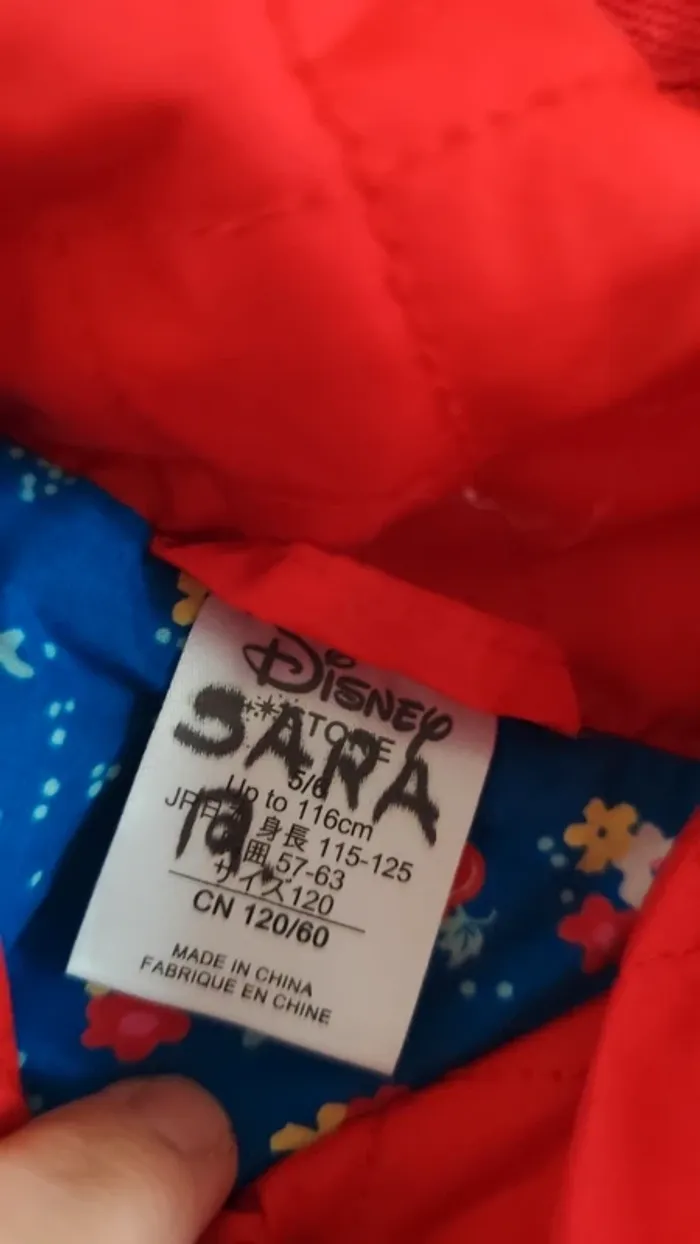 DISNEY
STORE
SARA
5/6
Up to 116cm
身長 115-125
囲 57-63
サイズ120
CN 120/60
MADE IN CHINA
FABRIQUE EN CHINE